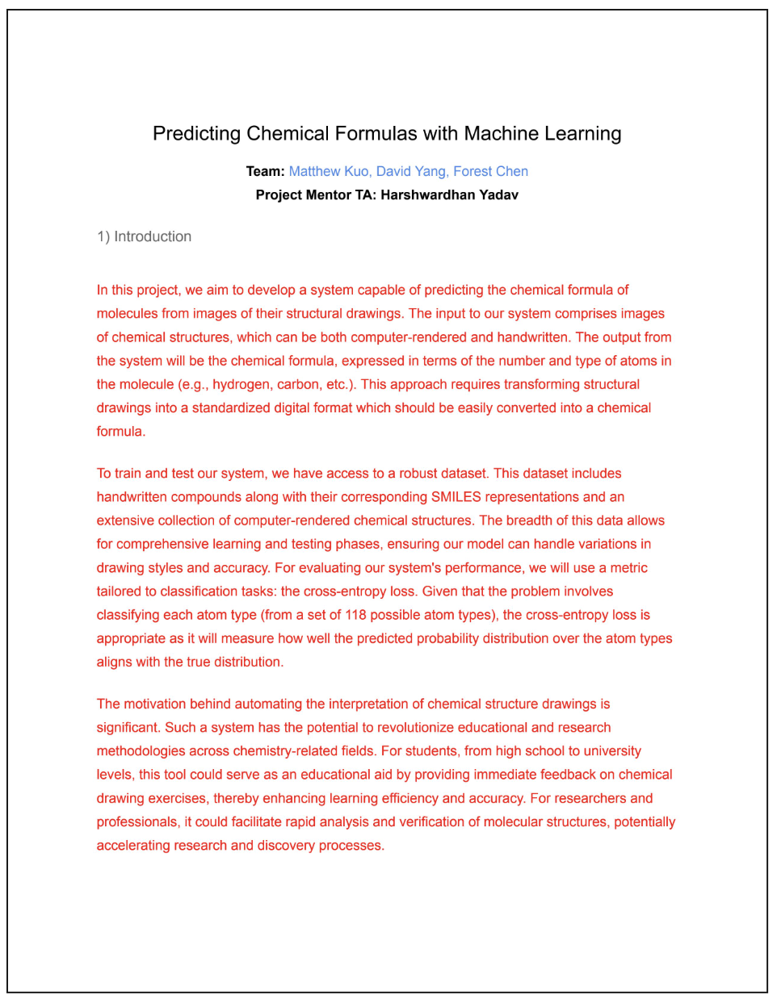 Predicting Chemical Formulas with Machine Learning
Team: Matthew Kuo, David Yang, Forest Chen
Project Mentor TA: Harshwardhan Yadav
1) Introduction
In this project, we aim to develop a system capable of predicting the chemical formula of
molecules from images of their structural drawings. The input to our system comprises images
of chemical structures, which can be both computer-rendered and handwritten. The output from
the system will be the chemical formula, expressed in terms of the number and type of atoms in
the molecule (e.g., hydrogen, carbon, etc.). This approach requires transforming structural
drawings into a standardized digital format which should be easily converted into a chemical
formula.
To train and test our system, we have access to a robust dataset. This dataset includes
handwritten compounds along with their corresponding SMILES representations and an
extensive collection of computer-rendered chemical structures. The breadth of this data allows
for comprehensive learning and testing phases, ensuring our model can handle variations in
drawing styles and accuracy. For evaluating our system's performance, we will use a metric
tailored to classification tasks: the cross-entropy loss. Given that the problem involves
classifying each atom type (from a set of 118 possible atom types), the cross-entropy loss is
appropriate as it will measure how well the predicted probability distribution over the atom types
aligns with the true distribution.
The motivation behind automating the interpretation of chemical structure drawings is
significant. Such a system has the potential to revolutionize educational and research
methodologies across chemistry-related fields. For students, from high school to university
levels, this tool could serve as an educational aid by providing immediate feedback on chemical
drawing exercises, thereby enhancing learning efficiency and accuracy. For researchers and
professionals, it could facilitate rapid analysis and verification of molecular structures, potentially
accelerating research and discovery processes.